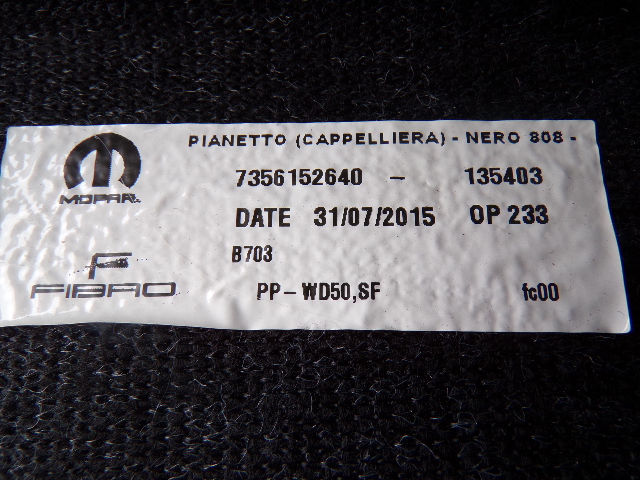 PIANETTO (CAPPELLIERA) - NERO 808 -
MOPAR
7356152640 - 135403
DATE 31/07/2015 OP 233
B703
FIBRO
PP-WD50,SF fc00